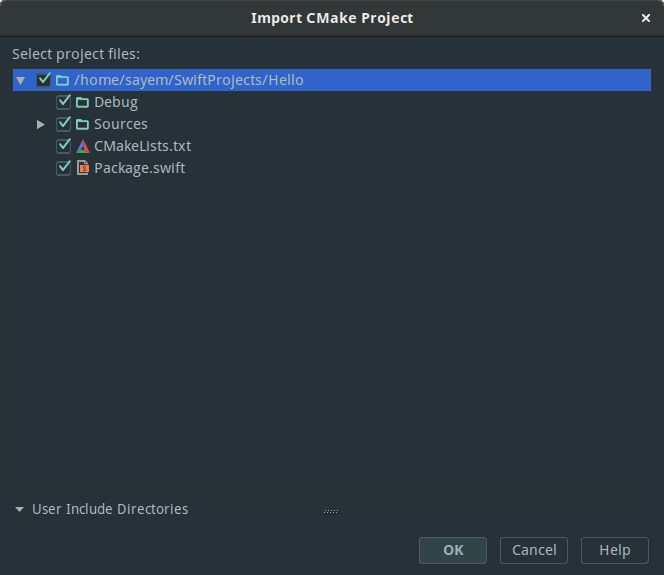 Import CMake Project
Select project files:
/home/sayem/SwiftProjects/Hello
Debug
Sources
CMakeLists.txt
Package.swift
User Include Directories
OK Cancel Help